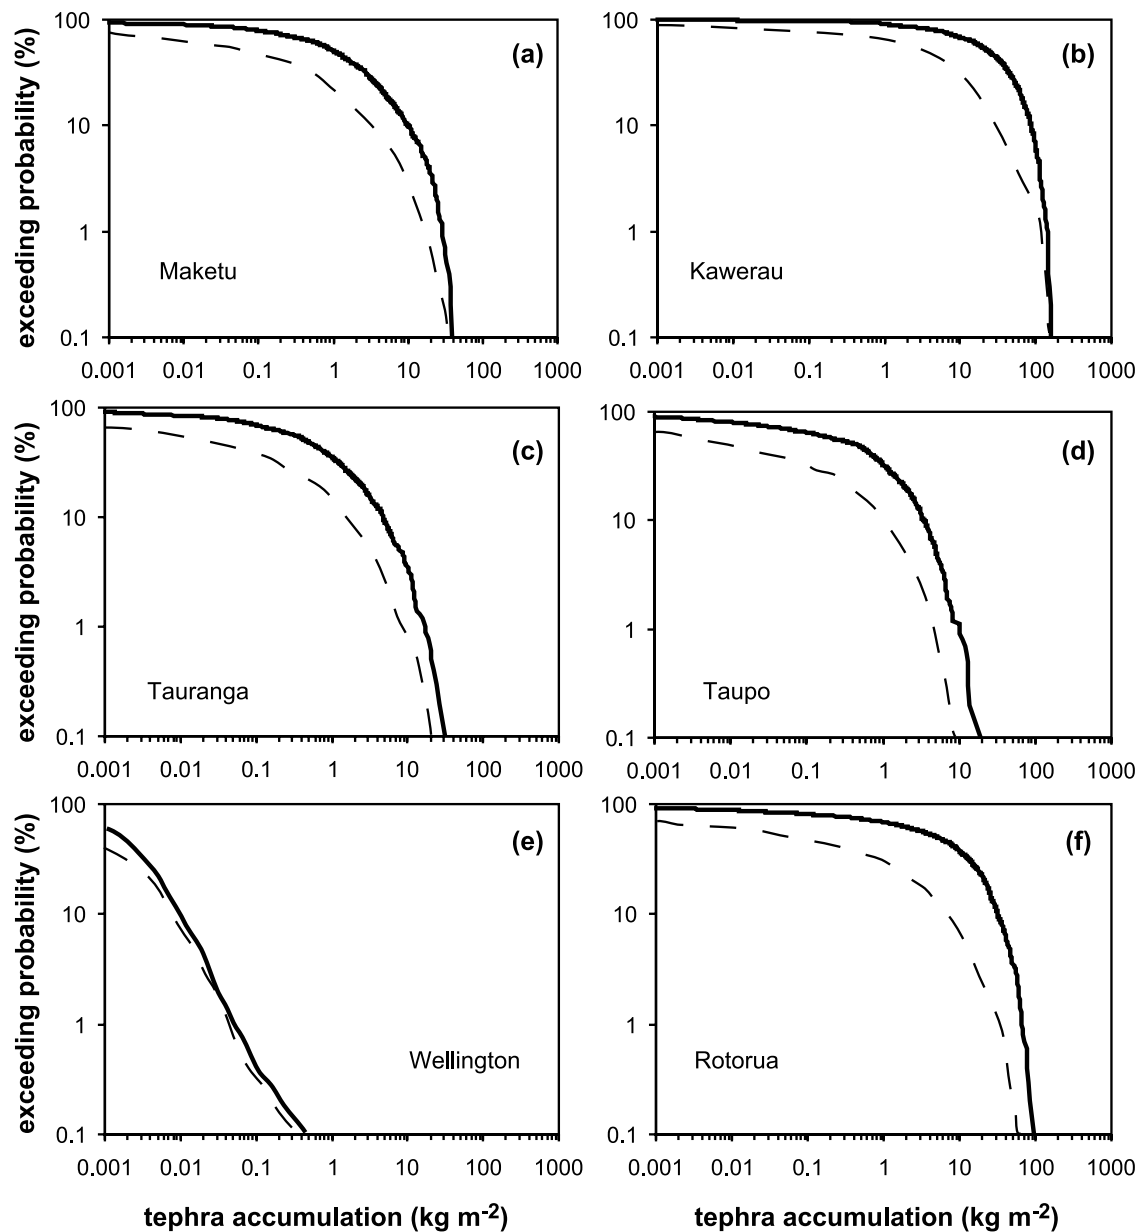 100
10
1
0.1
exceeding probability (%)
(a)
Maketu
0.001 0.01 0.1 1 10 100 1000
100
10
1
0.1
(b)
Kawerau
0.001 0.01 0.1 1 10 100 1000
100
10
1
0.1
exceeding probability (%)
(c)
Tauranga
0.001 0.01 0.1 1 10 100 1000
100
10
1
0.1
(d)
Taupo
0.001 0.01 0.1 1 10 100 1000
100
10
1
0.1
exceeding probability (%)
(e)
Wellington
0.001 0.01 0.1 1 10 100 1000
tephra accumulation (kg m⁻²)
100
10
1
0.1
(f)
Rotorua
0.001 0.01 0.1 1 10 100 1000
tephra accumulation (kg m⁻²)